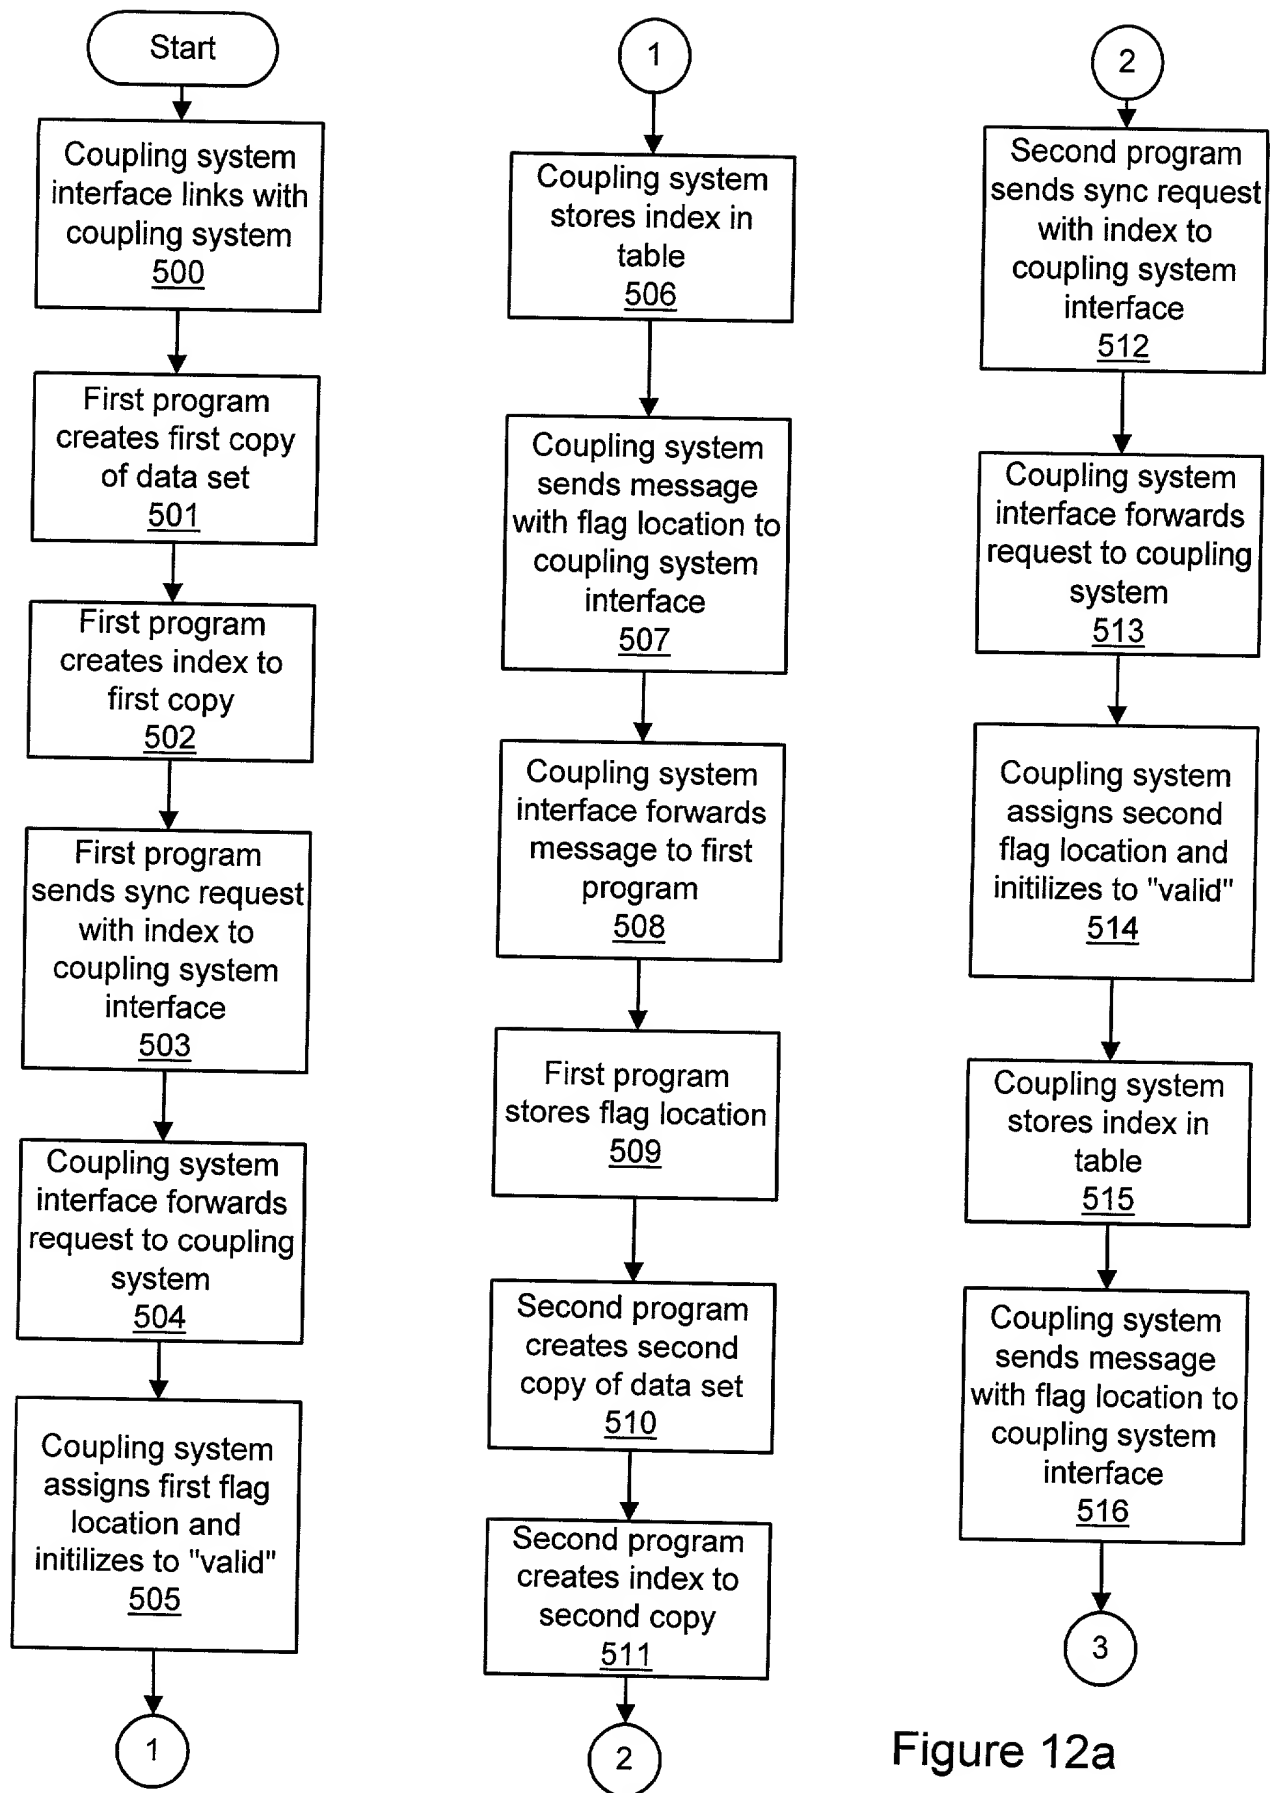 Start
Coupling system
interface links with
coupling system
500
First program
creates first copy
of data set
501
First program
creates index to
first copy
502
First program
sends sync request
with index to
coupling system
interface
503
Coupling system
interface forwards
request to coupling
system
504
Coupling system
assigns first flag
location and
initilizes to "valid"
505
1
1
Coupling system
stores index in
table
506
Coupling system
sends message
with flag location to
coupling system
interface
507
Coupling system
interface forwards
message to first
program
508
First program
stores flag location
509
Second program
creates second
copy of data set
510
Second program
creates index to
second copy
511
2
2
Second program
sends sync request
with index to
coupling system
interface
512
Coupling system
interface forwards
request to coupling
system
513
Coupling system
assigns second
flag location and
initilizes to "valid"
514
Coupling system
stores index in
table
515
Coupling system
sends message
with flag location to
coupling system
interface
516
3
Figure 12a